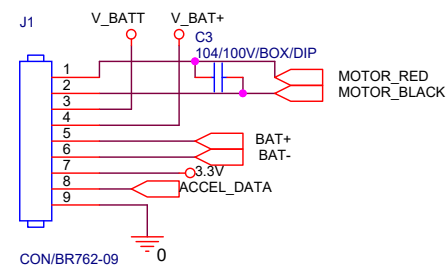 J1
V_BATT V_BAT+
C3
104/100V/BOX/DIP
1
2
3
4
5
6
7
8
9
MOTOR_RED
MOTOR_BLACK
BAT+
BAT-
3.3V
ACCEL_DATA
0
CON/BR762-09